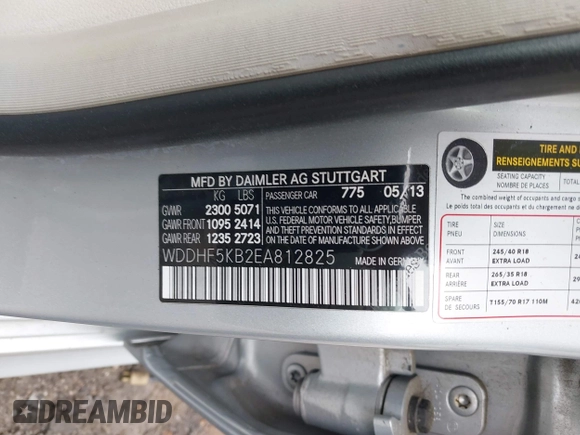 MFD BY DAIMLER AG STUTTGART
KG LBS PASSENGER CAR 775 05/13
GVWR 2300 5071
GAWR FRONT 1095 2414
GAWR REAR 1235 2723
THIS VEHICLE CONFORMS TO ALL APPLICABLE
U.S. FEDERAL MOTOR VEHICLE SAFETY, BUMPER
AND THEFT PREVENTION STANDARDS IN EFFECT
ON THE DATE OF MANUFACTURE SHOWN ABOVE.
WDDHF5KB2EA812825
MADE IN GERMANY
TIRE AND
RENSEIGNEMENTS SU
SEATING CAPACITY TOTAL
NOMBRE DE PLACES
The combined weight of occupants and cargo
Le poids total des occupants et du
TIRE SIZE
PNEU DIMENSIONS
FRONT 245/40 R18
AVANT EXTRA LOAD
REAR 265/35 R18
ARRIÈRE EXTRA LOAD
SPARE T155/70 R17 110M
DE SECOURS
DREAMBID